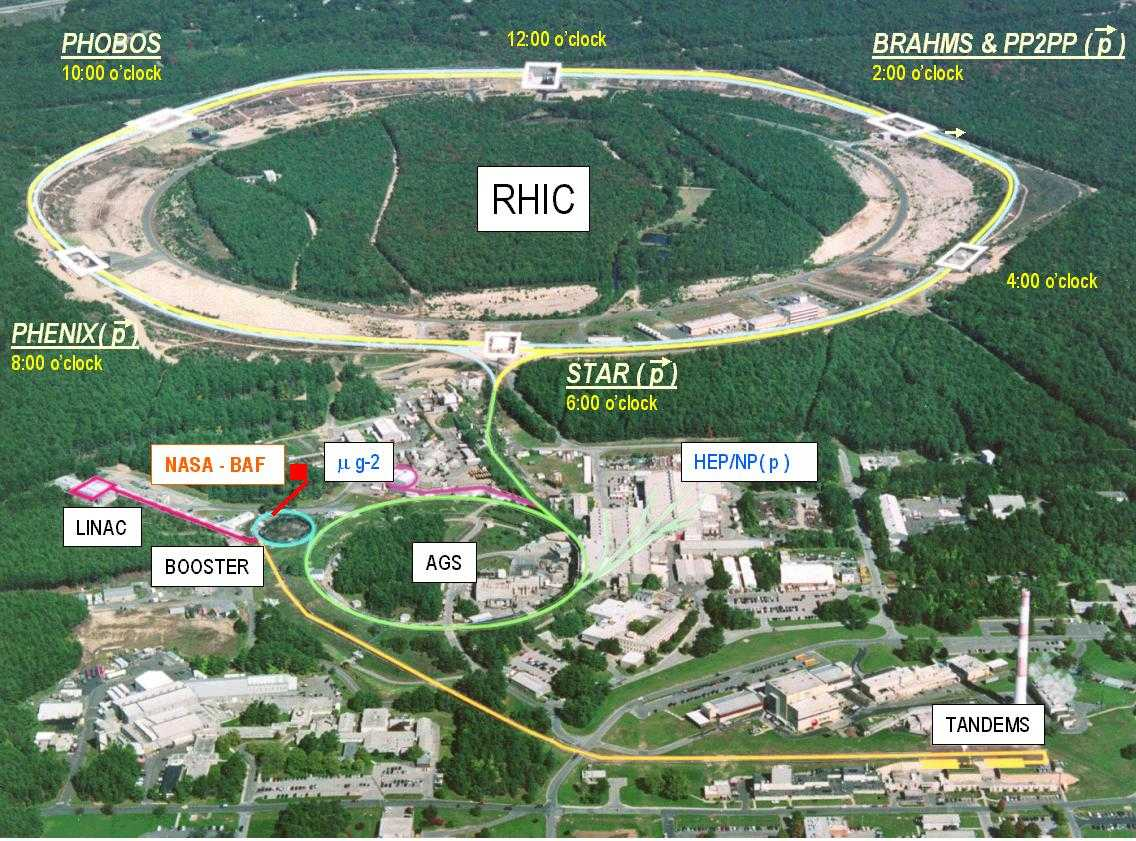 PHOBOS
10:00 o'clock
12:00 o'clock
BRAHMS & PP2PP (p)
2:00 o'clock
RHIC
4:00 o'clock
PHENIX(p)
8:00 o'clock
STAR (p)
6:00 o'clock
NASA - BAF
μ g-2
HEP/NP( p )
LINAC
BOOSTER
AGS
TANDEMS